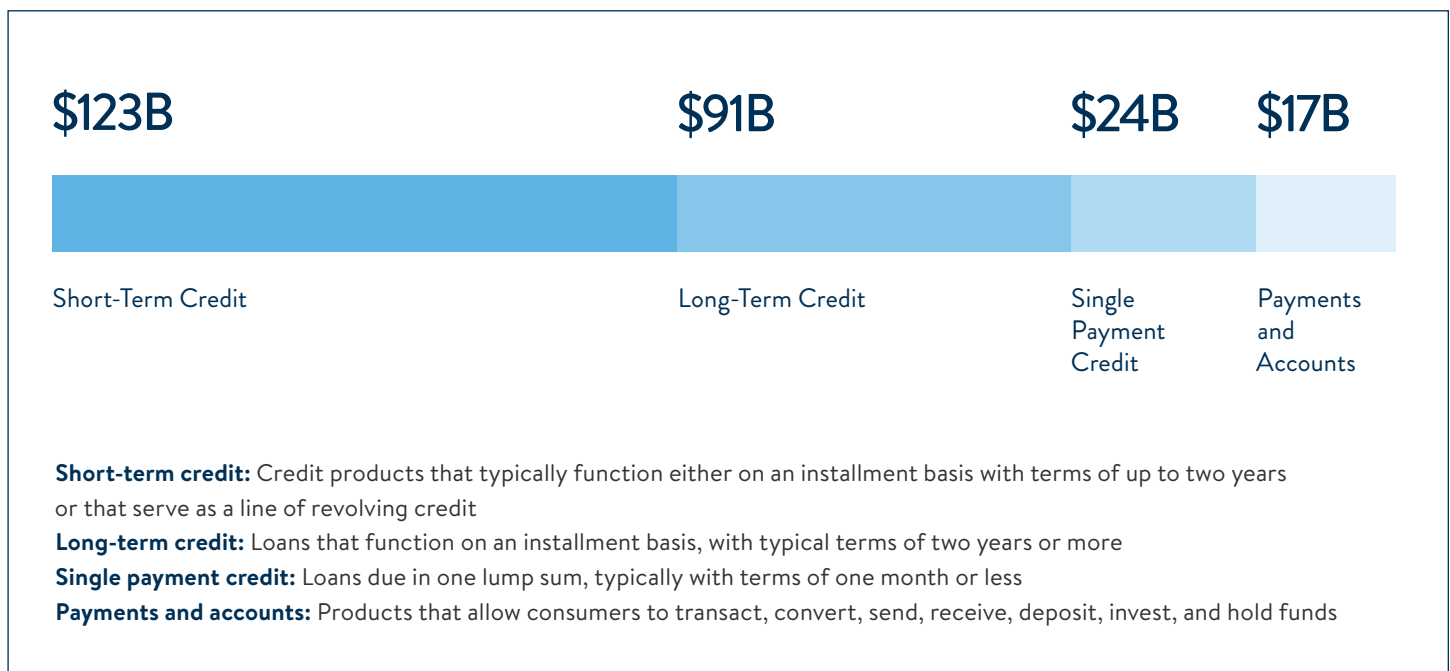 $123B $91B $24B $17B
Short-Term Credit Long-Term Credit Single Payments
Payment and
Credit Accounts
Short-term credit: Credit products that typically function either on an installment basis with terms of up to two years
or that serve as a line of revolving credit
Long-term credit: Loans that function on an installment basis, with typical terms of two years or more
Single payment credit: Loans due in one lump sum, typically with terms of one month or less
Payments and accounts: Products that allow consumers to transact, convert, send, receive, deposit, invest, and hold funds